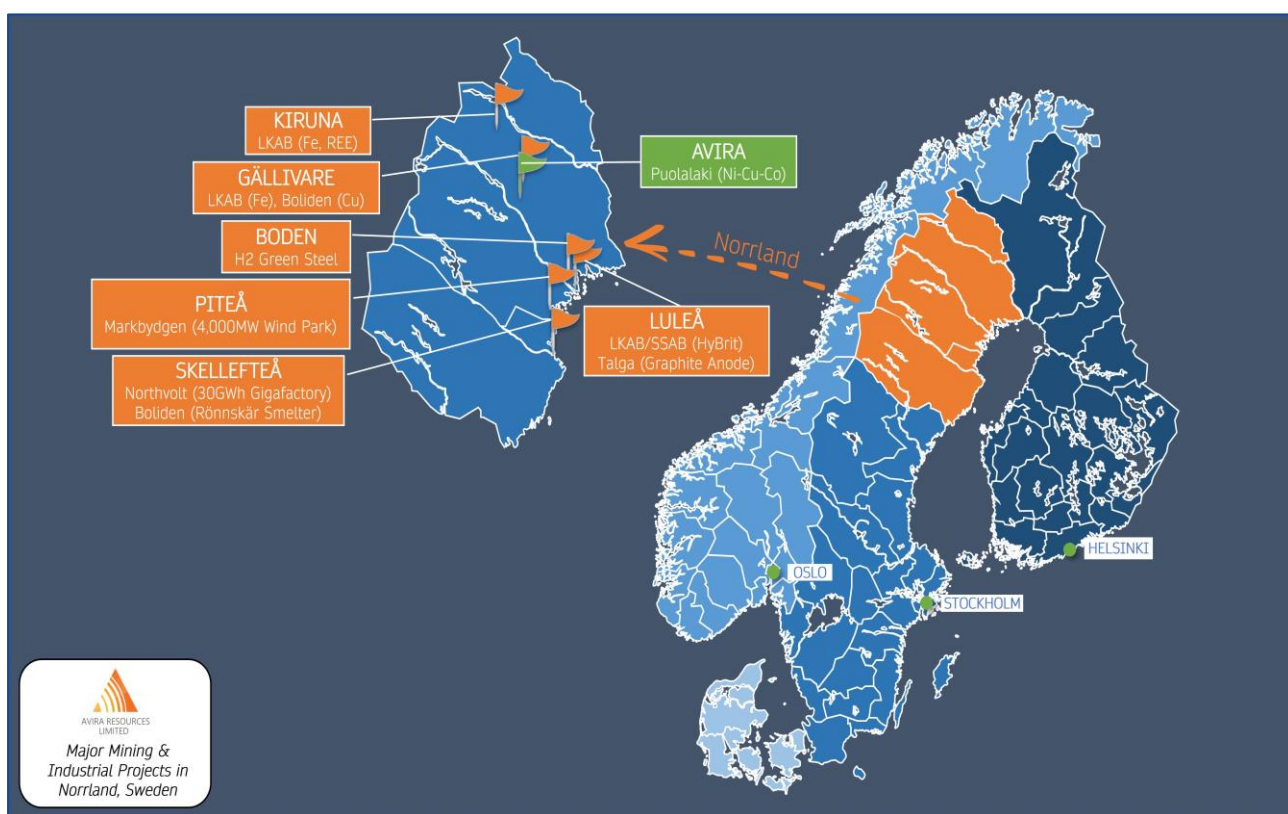 KIRUNA
LKAB (Fe, REE)
GÄLLIVARE
LKAB (Fe), Boliden (Cu)
BODEN
H2 Green Steel
PITEÅ
Markbydgen (4,000MW Wind Park)
SKELLEFTEÅ
Northvolt (30GWh Gigafactory)
Boliden (Rönnskär Smelter)
AVIRA
Puolalaki (Ni-Cu-Co)
LULEÅ
LKAB/SSAB (HyBrit)
Talga (Graphite Anode)
Norrland
HELSINKI
OSLO
STOCKHOLM
AVIRA RESOURCES
LIMITED
Major Mining &
Industrial Projects in
Norrland, Sweden